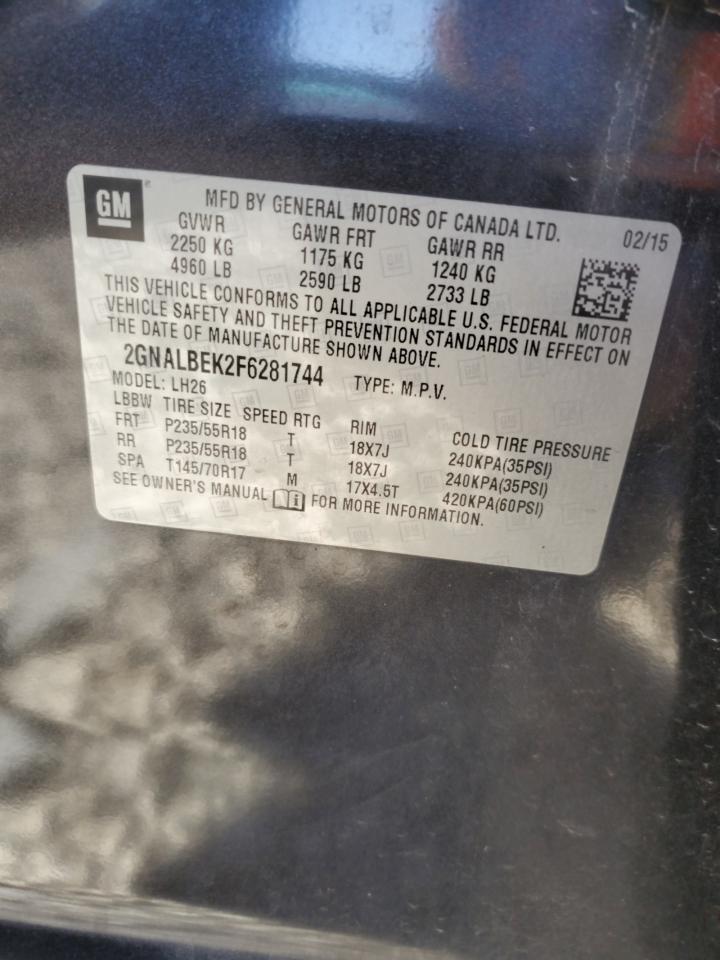 GM
MFD BY GENERAL MOTORS OF CANADA LTD.
02/15
GVWR GAWR FRT GAWR RR
2250 KG 1175 KG 1240 KG
4960 LB 2590 LB 2733 LB
THIS VEHICLE CONFORMS TO ALL APPLICABLE U.S. FEDERAL MOTOR
VEHICLE SAFETY AND THEFT PREVENTION STANDARDS IN EFFECT ON
THE DATE OF MANUFACTURE SHOWN ABOVE.
2GNALBEK2F6281744 TYPE: M.P.V.
MODEL: LH26
LBBW TIRE SIZE SPEED RTG RIM COLD TIRE PRESSURE
FRT P235/55R18 T 18X7J 240KPA(35PSI)
RR P235/55R18 T 18X7J 240KPA(35PSI)
SPA T145/70R17 M 17X4.5T 420KPA(60PSI)
SEE OWNER'S MANUAL FOR MORE INFORMATION.